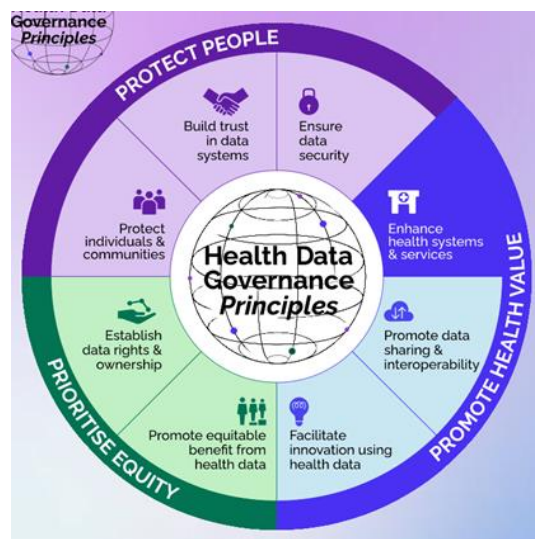 Health Data
Governance
Principles
PROTECT PEOPLE
Build trust
in data
systems
Ensure
data
security
Protect
individuals &
communities
Enhance
health systems
& services
Health Data
Governance
Principles
Establish
data rights &
ownership
Promote data
sharing &
interoperability
Promote equitable
benefit from
health data
Facilitate
innovation using
health data
PRIORITISE EQUITY
PROMOTE HEALTH VALUE